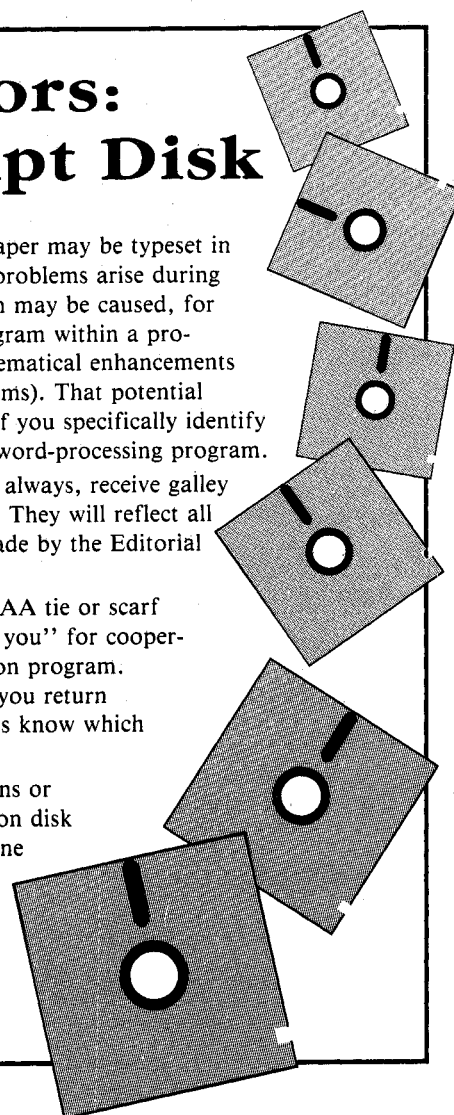 ors:
pt Disk
aper may be typeset in
problems arise during
n may be caused, for
gram within a pro-
ematical enhancements
ms). That potential
f you specifically identify
word-processing program.
always, receive galley
They will reflect all
ade by the Editorial
AA tie or scarf
you'' for cooper-
on program.
you return
s know which
ns or
on disk
ne